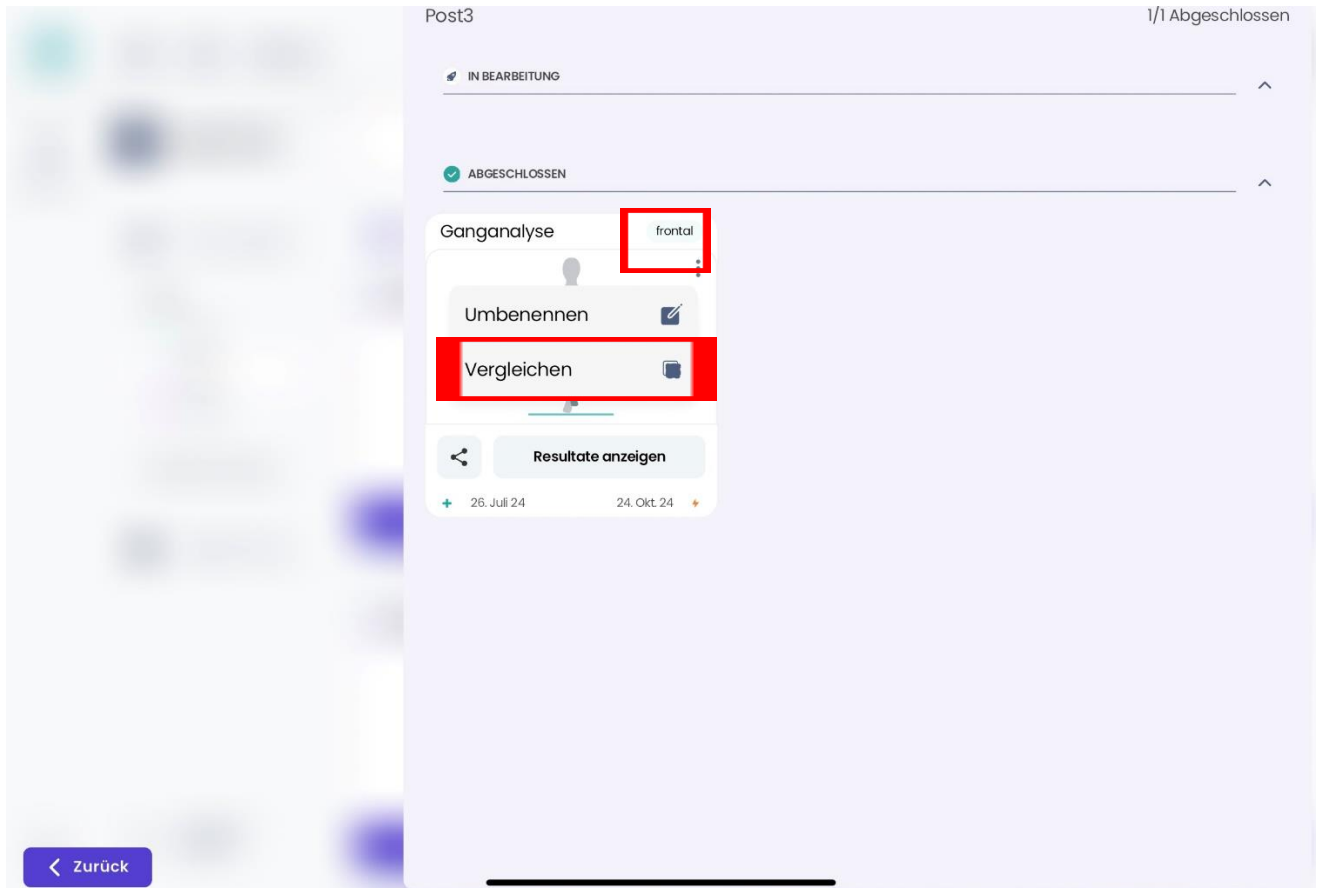 Post3
1/1 Abgeschlossen
IN BEARBEITUNG
ABGESCHLOSSEN
Ganganalyse
frontal
Umbenennen
Vergleichen
Resultate anzeigen
26. Juli 24
24. Okt. 24
Zurück